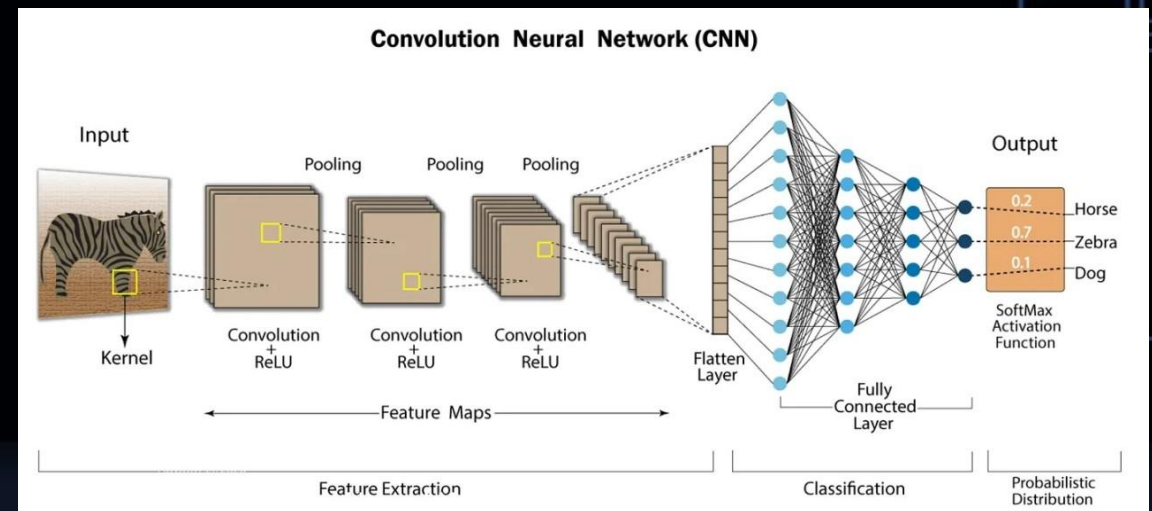 Convolution Neural Network (CNN)
Input
Pooling
Pooling
Pooling
Output
0.2
Horse
0.7
Zebra
0.1
Dog
SoftMax
Activation
Function
Kernel
Convolution
+
ReLU
Convolution
+
ReLU
Convolution
+
ReLU
Flatten
Layer
Fully
Connected
Layer
Feature Maps
Feature Extraction
Classification
Probabilistic
Distribution